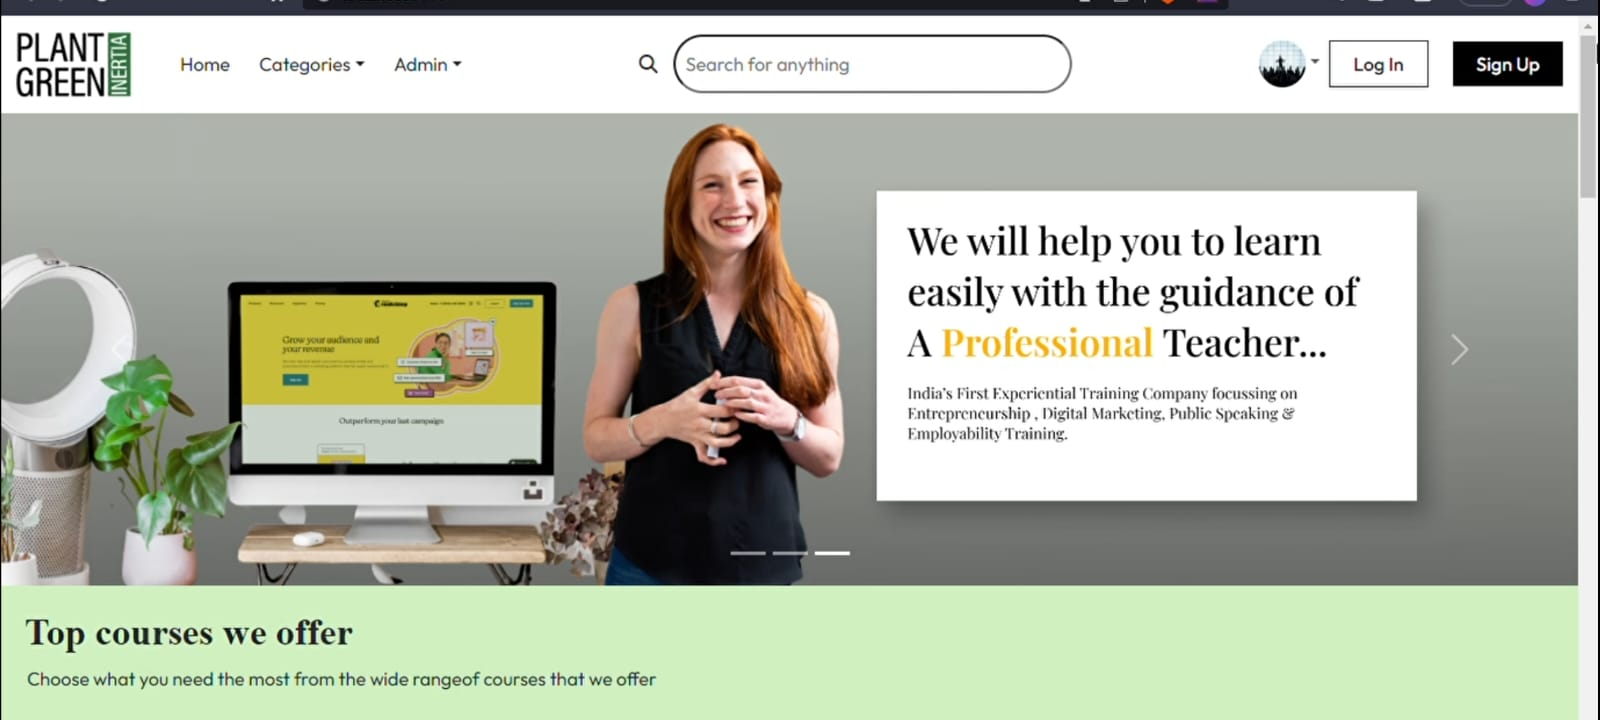 PLANT
GREEN
INERTIA
Home
Categories
Admin
Search for anything
Log In
Sign Up
We will help you to learn
easily with the guidance of
A Professional Teacher...
India's First Experiential Training Company focussing on
Entrepreneurship , Digital Marketing, Public Speaking &
Employability Training.
Grow your audience and
your revenue
Outperform your last campaign
Top courses we offer
Choose what you need the most from the wide rangeof courses that we offer